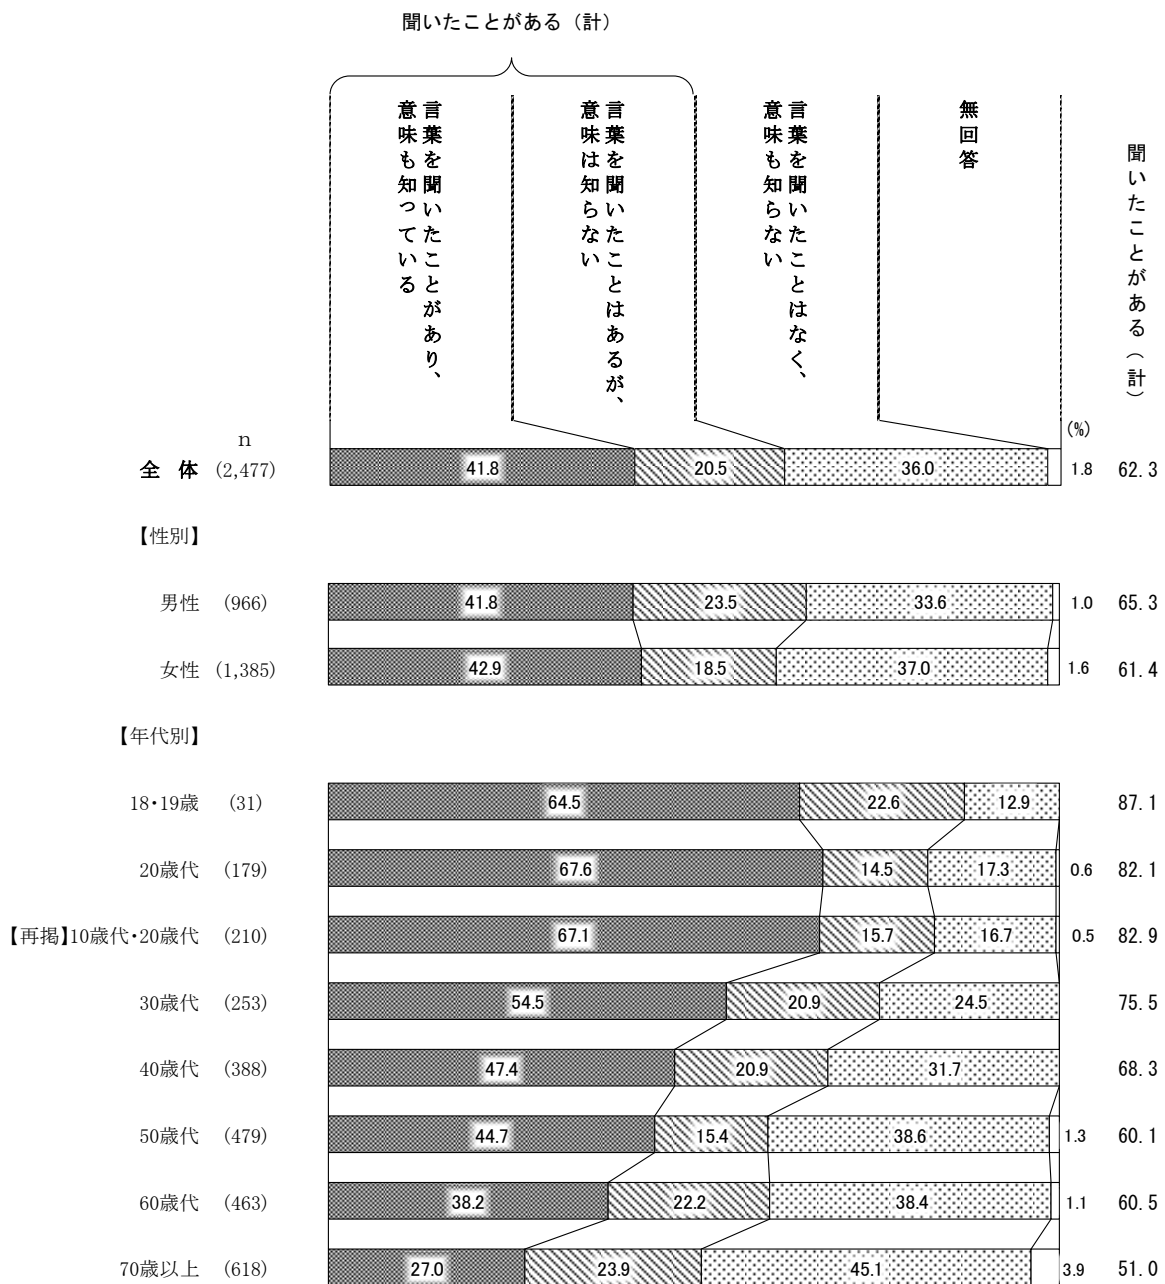 聞いたことがある（計）
言葉を聞いたことがあり、
意味も知っている
言葉を聞いたことはあるが、
意味は知らない
言葉を聞いたことはなく、
意味も知らない
無回答
聞いたことがある（計）
(%)
n
全 体 (2,477) 41.8 20.5 36.0 1.8 62.3
【性別】
男性 (966) 41.8 23.5 33.6 1.0 65.3
女性 (1,385) 42.9 18.5 37.0 1.6 61.4
【年代別】
18・19歳 (31) 64.5 22.6 12.9 87.1
20歳代 (179) 67.6 14.5 17.3 0.6 82.1
【再掲】10歳代・20歳代 (210) 67.1 15.7 16.7 0.5 82.9
30歳代 (253) 54.5 20.9 24.5 75.5
40歳代 (388) 47.4 20.9 31.7 68.3
50歳代 (479) 44.7 15.4 38.6 1.3 60.1
60歳代 (463) 38.2 22.2 38.4 1.1 60.5
70歳以上 (618) 27.0 23.9 45.1 3.9 51.0